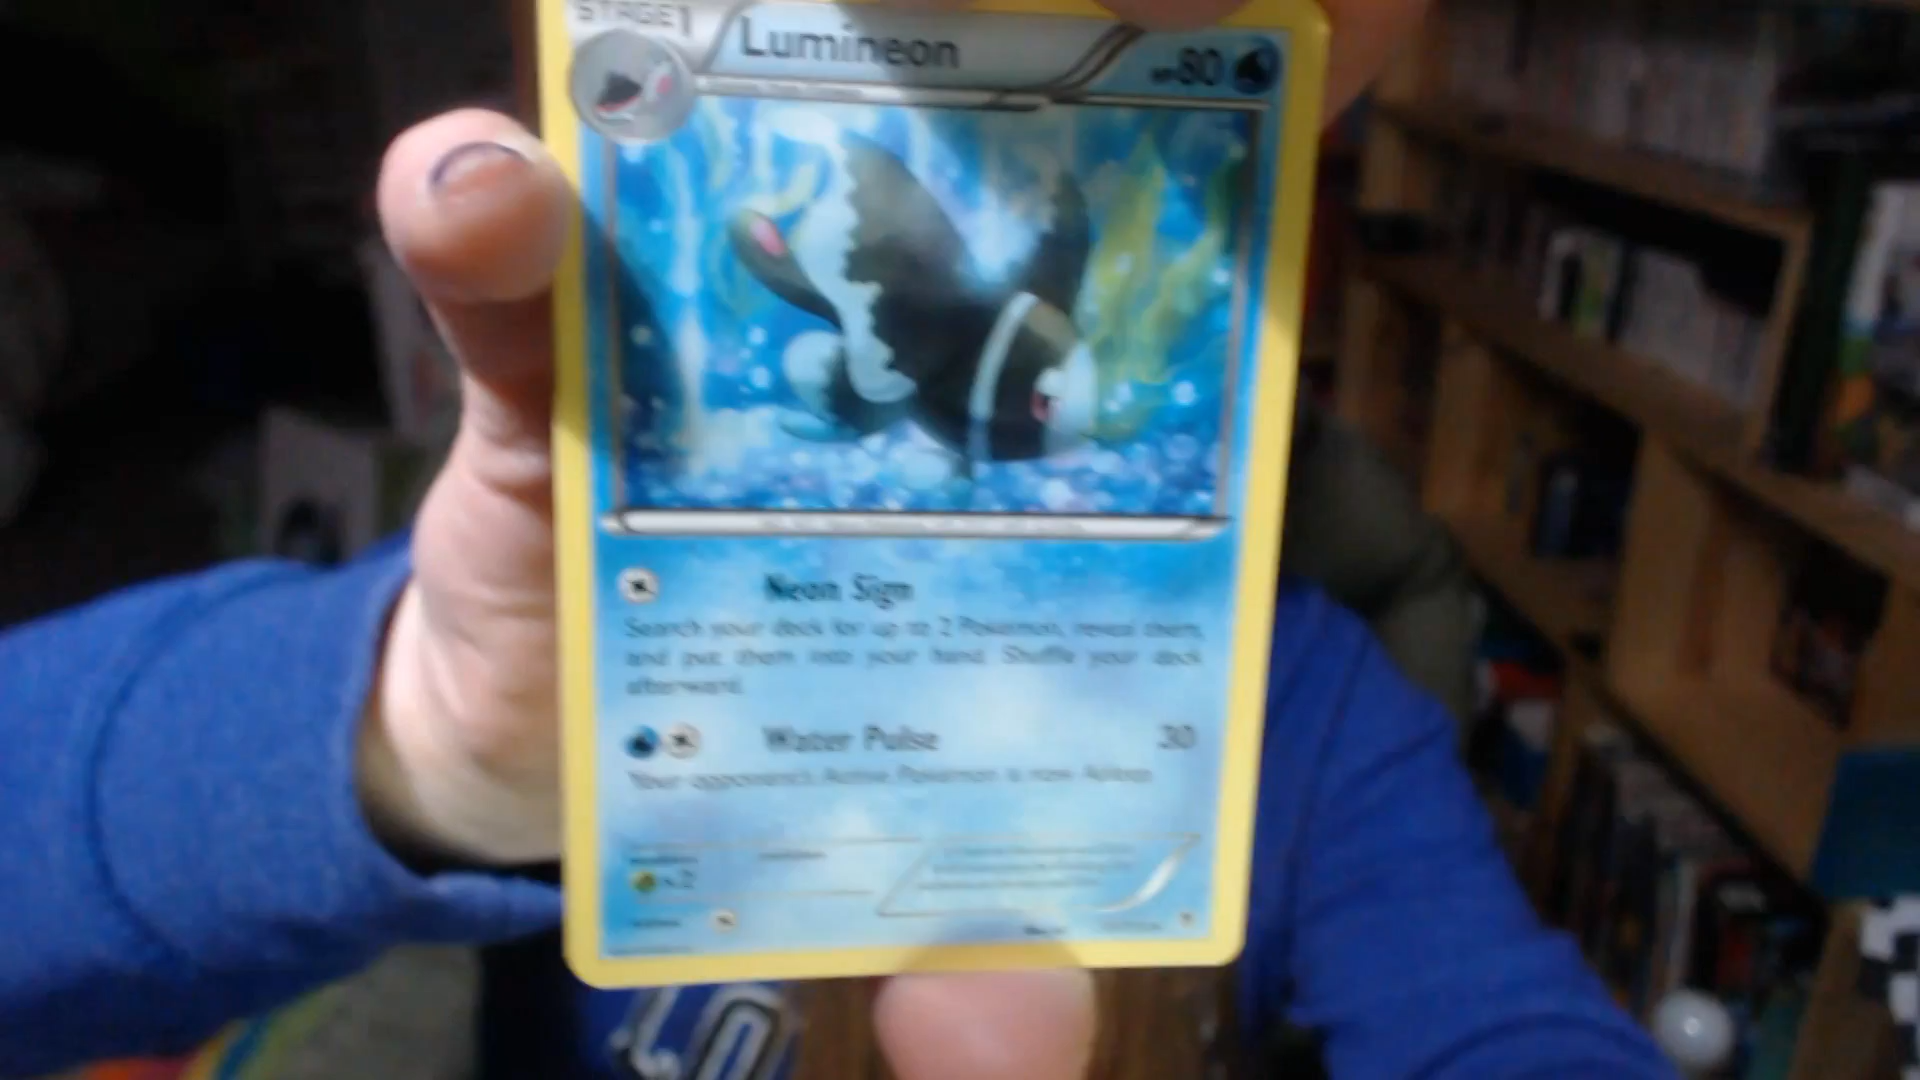 STAGE1
Lumineon
HP80
Neon Sign
Search your deck for up to 2 Pokémon, reveal them,
and put them into your hand. Shuffle your deck
afterward.
Water Pulse 30
Your opponent's Active Pokémon is now Asleep.
×2